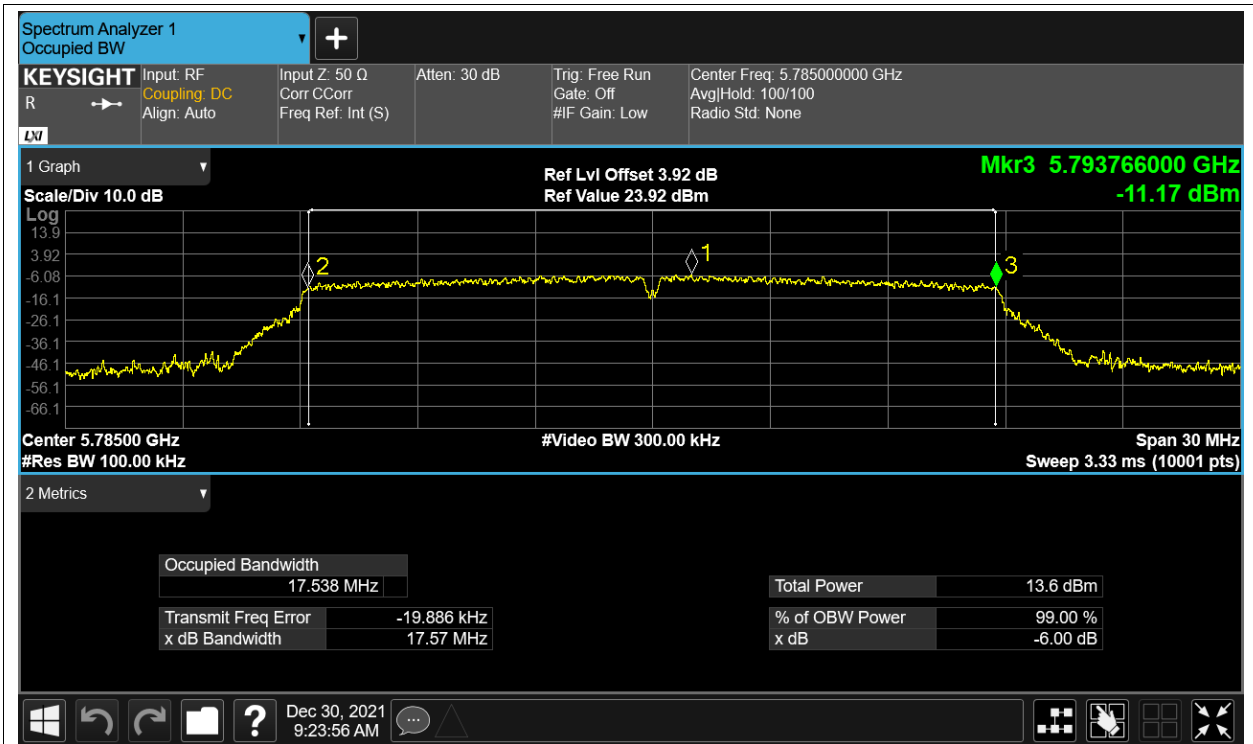 Spectrum Analyzer 1
Occupied BW
KEYSIGHT
R
LXI
Input: RF
Coupling: DC
Align: Auto
Input Z: 50 Ω
Corr CCorr
Freq Ref: Int (S)
Atten: 30 dB
Trig: Free Run
Gate: Off
#IF Gain: Low
Center Freq: 5.785000000 GHz
Avg|Hold: 100/100
Radio Std: None
1 Graph
Scale/Div 10.0 dB
Ref Lvl Offset 3.92 dB
Ref Value 23.92 dBm
Mkr3 5.793766000 GHz
-11.17 dBm
Log
13.9
3.92
-6.08
-16.1
-26.1
-36.1
-46.1
-56.1
-66.1
2
1
3
Center 5.78500 GHz
#Video BW 300.00 kHz
Span 30 MHz
#Res BW 100.00 kHz
Sweep 3.33 ms (10001 pts)
2 Metrics
Occupied Bandwidth
17.538 MHz
Transmit Freq Error -19.886 kHz
x dB Bandwidth 17.57 MHz
Total Power 13.6 dBm
% of OBW Power 99.00 %
x dB -6.00 dB
?
Dec 30, 2021
9:23:56 AM